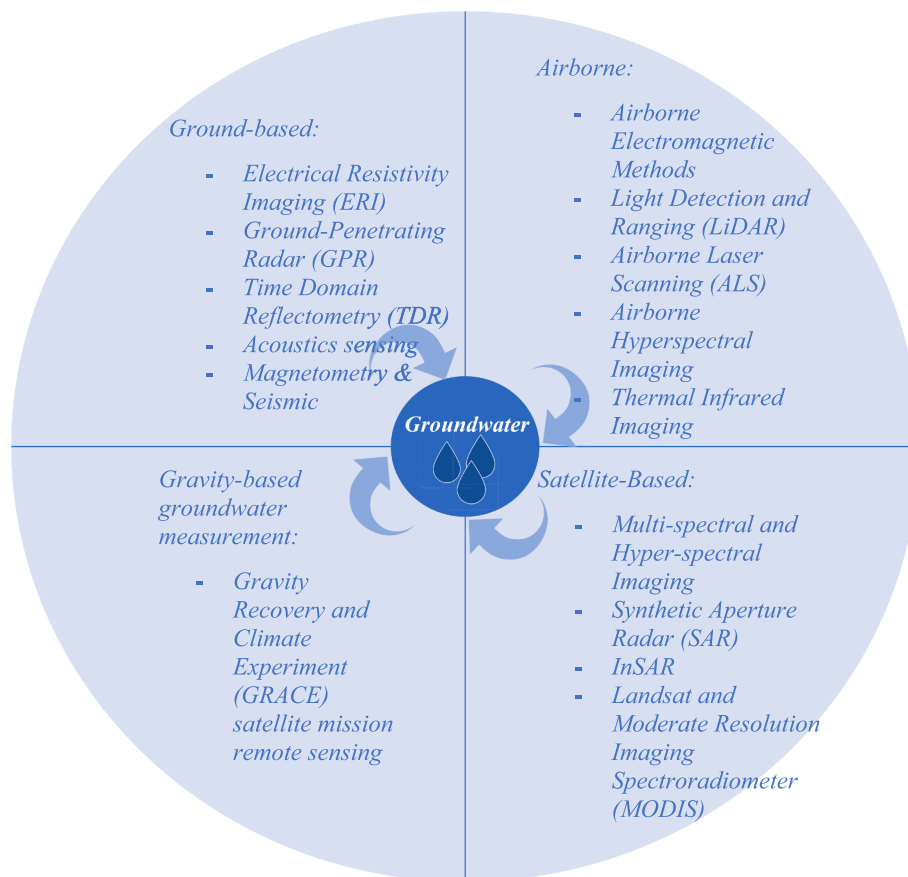 Ground-based:
- Electrical Resistivity
Imaging (ERI)
- Ground-Penetrating
Radar (GPR)
- Time Domain
Reflectometry (TDR)
- Acoustics sensing
- Magnetometry &
Seismic
Airborne:
- Airborne
Electromagnetic
Methods
- Light Detection and
Ranging (LiDAR)
- Airborne Laser
Scanning (ALS)
- Airborne
Hyperspectral
Imaging
- Thermal Infrared
Imaging
Groundwater
Gravity-based
groundwater
measurement:
- Gravity
Recovery and
Climate
Experiment
(GRACE)
satellite mission
remote sensing
Satellite-Based:
- Multi-spectral and
Hyper-spectral
Imaging
- Synthetic Aperture
Radar (SAR)
- InSAR
- Landsat and
Moderate Resolution
Imaging
Spectroradiometer
(MODIS)